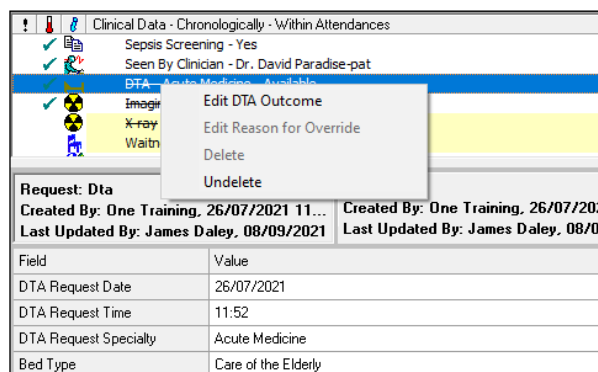 ! Clinical Data - Chronologically - Within Attendances
Sepsis Screening - Yes
Seen By Clinician - Dr. David Paradise-pat
DTA - Acute Medicine - Available
Imagin
X-ray
Waitn
Edit DTA Outcome
Edit Reason for Override
Delete
Undelete
Request: Dta
Created By: One Training, 26/07/2021 11...
Last Updated By: James Daley, 08/09/2021
Created By: One Training, 26/07/20
Last Updated By: James Daley, 08/0
Field Value
DTA Request Date 26/07/2021
DTA Request Time 11:52
DTA Request Specialty Acute Medicine
Bed Type Care of the Elderly